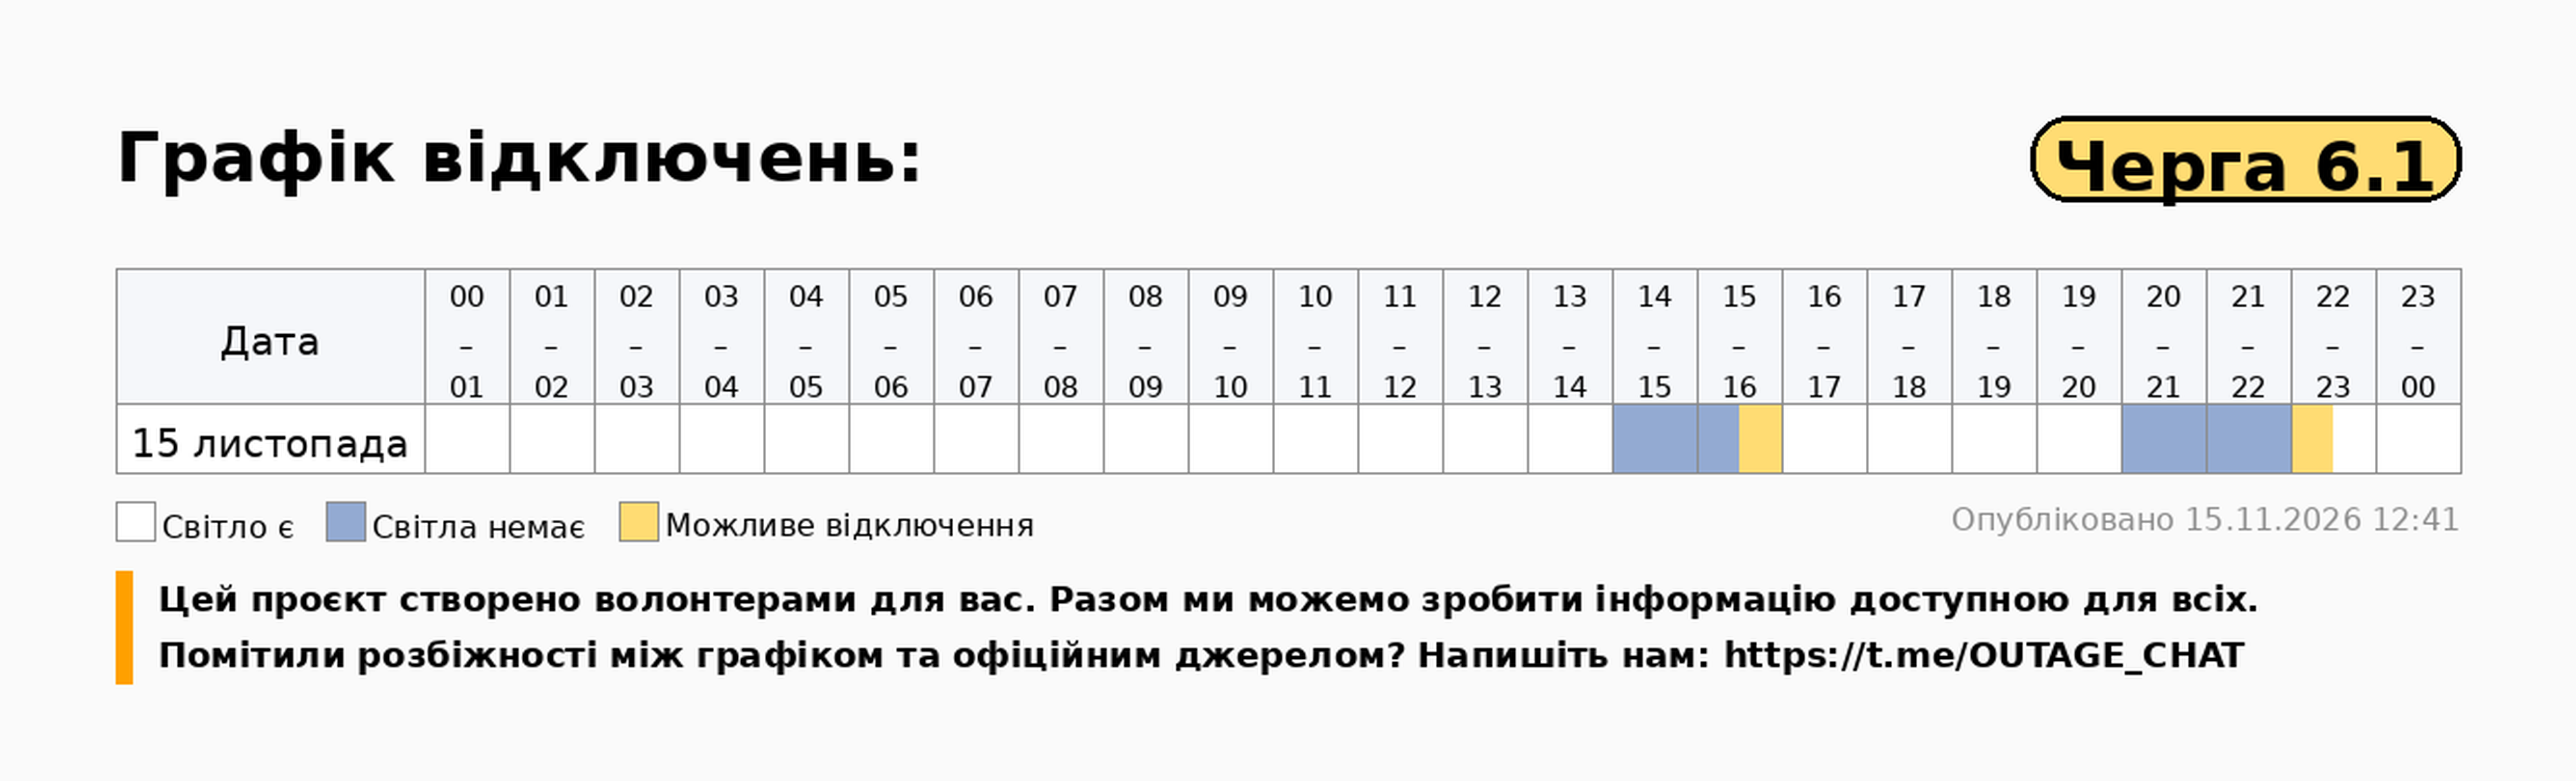 Графік відключень:
Черга 6.1
Дата
00 – 01
01 – 02
02 – 03
03 – 04
04 – 05
05 – 06
06 – 07
07 – 08
08 – 09
09 – 10
10 – 11
11 – 12
12 – 13
13 – 14
14 – 15
15 – 16
16 – 17
17 – 18
18 – 19
19 – 20
20 – 21
21 – 22
22 – 23
23 – 00
15 листопада
Світло є
Світла немає
Можливе відключення
Опубліковано 15.11.2026 12:41
Цей проєкт створено волонтерами для вас. Разом ми можемо зробити інформацію доступною для всіх.
Помітили розбіжності між графіком та офіційним джерелом? Напишіть нам: https://t.me/OUTAGE_CHAT